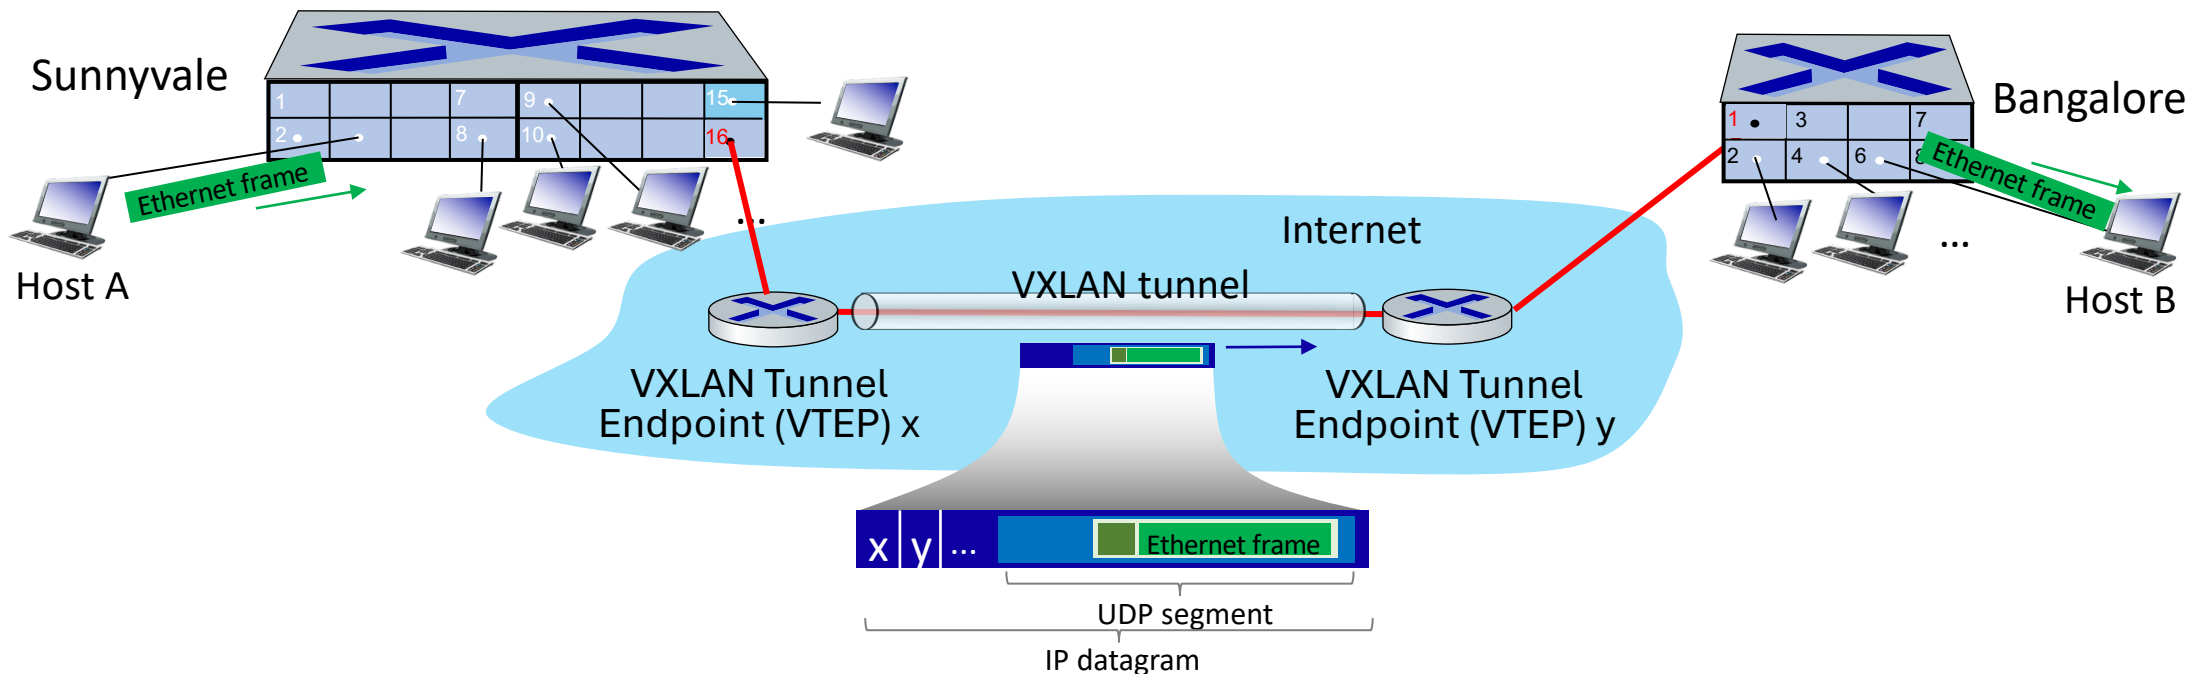 Sunnyvale
1
7
9
15
2
8
10
16
Ethernet frame
Host A
...
Bangalore
1
3
7
2
4
6
8
Ethernet frame
...
Host B
Internet
VXLAN tunnel
VXLAN Tunnel
Endpoint (VTEP) x
VXLAN Tunnel
Endpoint (VTEP) y
x y ... Ethernet frame
UDP segment
IP datagram